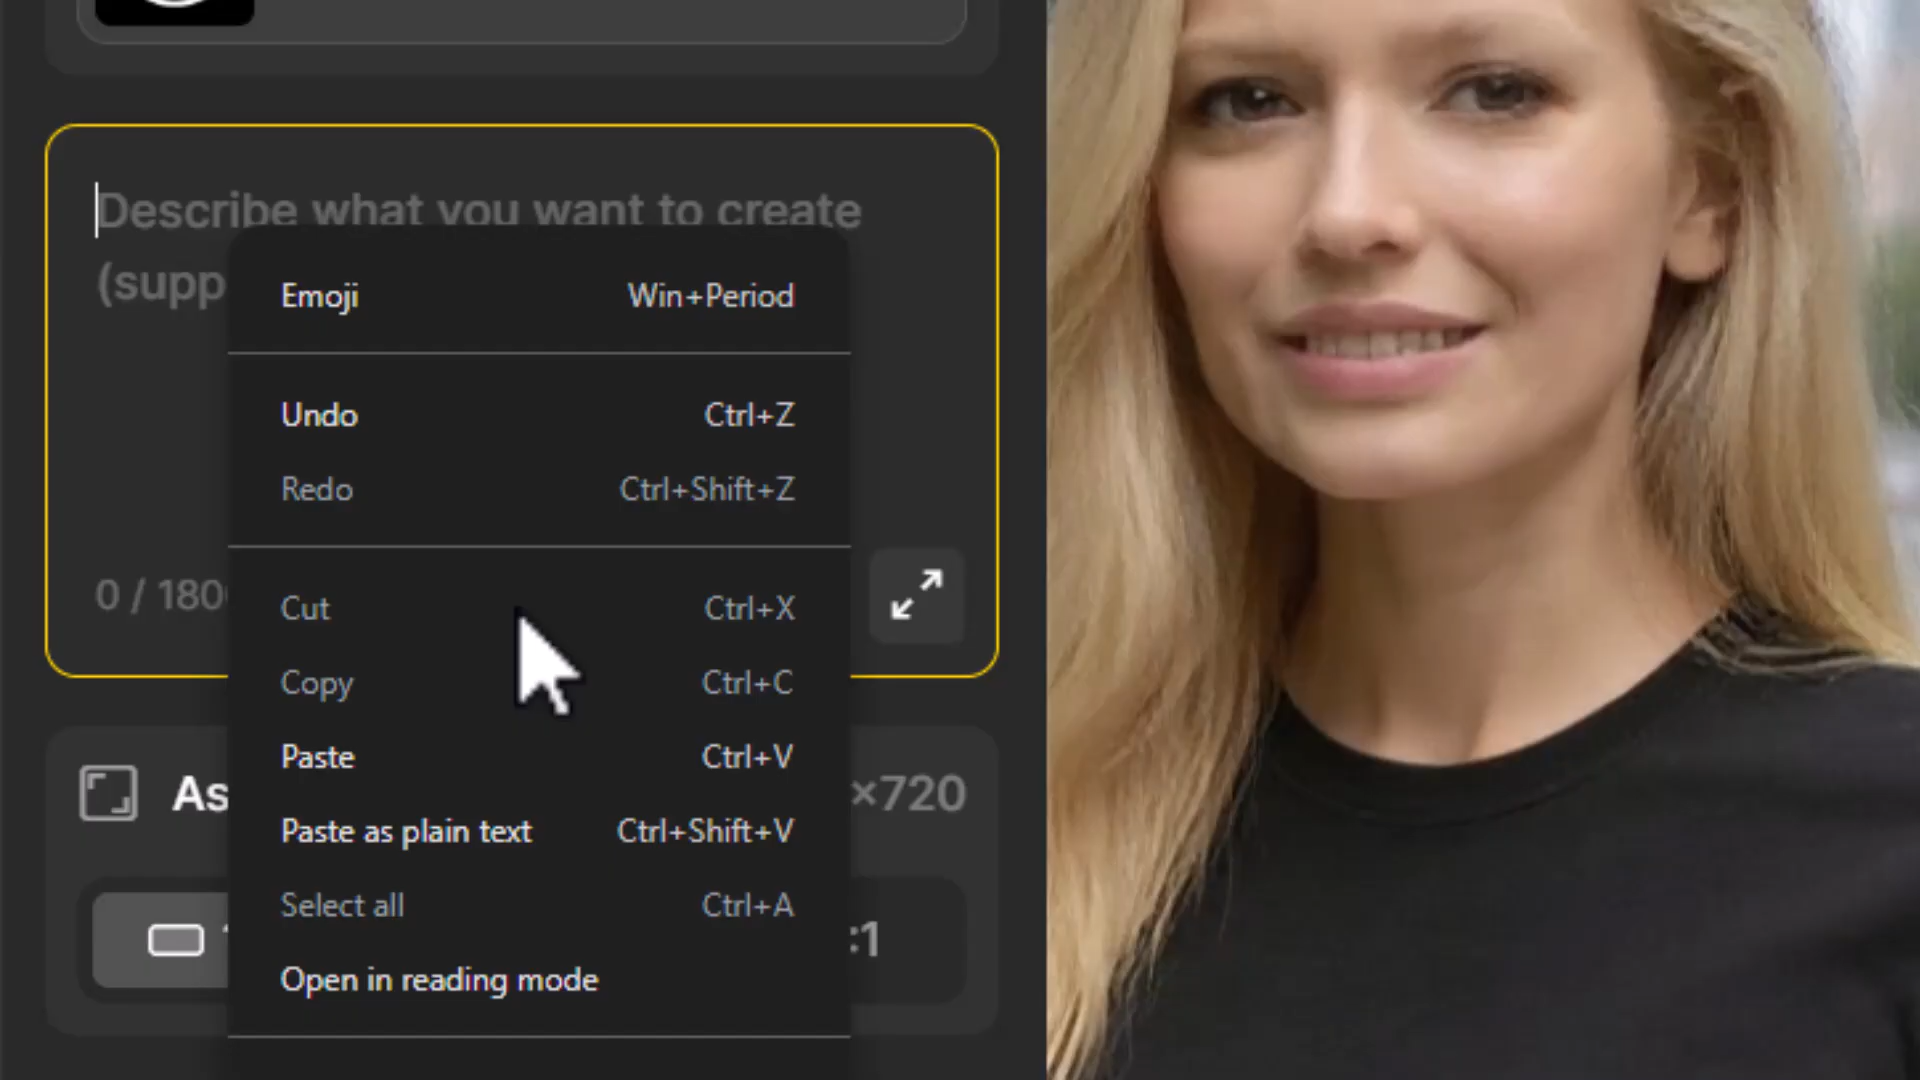 Describe what you want to create
(supp
Emoji Win+Period
Undo Ctrl+Z
Redo Ctrl+Shift+Z
0 / 180
Cut Ctrl+X
Copy Ctrl+C
Paste Ctrl+V
As ×720
Paste as plain text Ctrl+Shift+V
Select all Ctrl+A
:1
Open in reading mode